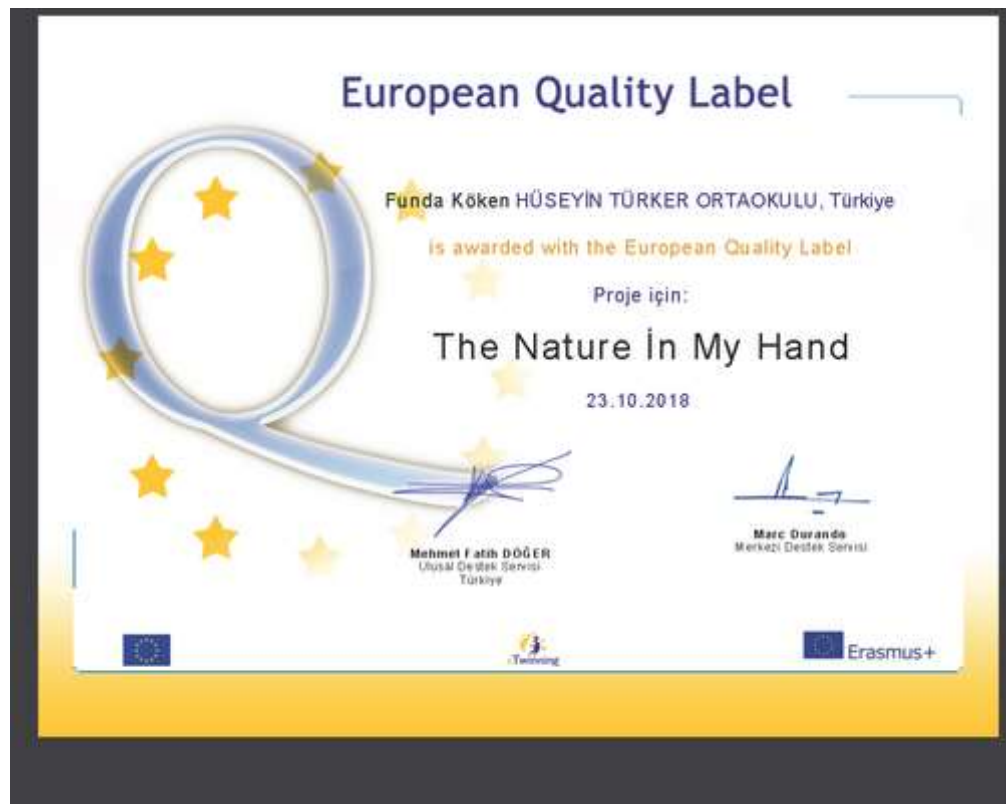 European Quality Label
Funda Köken HÜSEYİN TÜRKER ORTAOKULU, Türkiye
is awarded with the European Quality Label
Proje için:
The Nature İn My Hand
23.10.2018
Mehmet Fatih DÖĞER
Ulusal Destek Servisi
Türkiye
Marc Durando
Merkezi Destek Servisi
eTwinning
Erasmus+